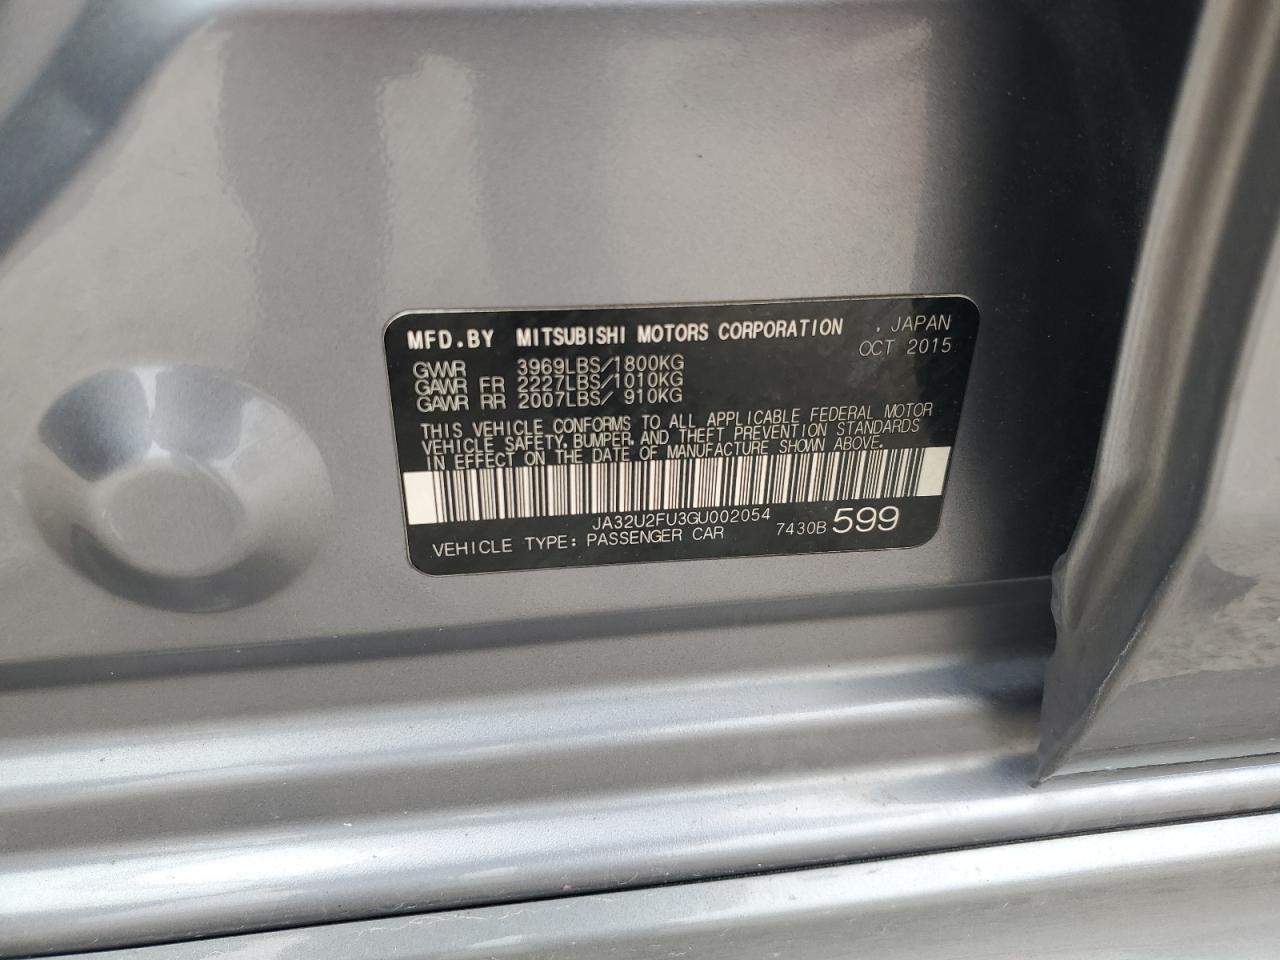 MFD.BY MITSUBISHI MOTORS CORPORATION . JAPAN
OCT 2015
GVWR 3969LBS/1800KG
GAWR FR 2227LBS/1010KG
GAWR RR 2007LBS/ 910KG
THIS VEHICLE CONFORMS TO ALL APPLICABLE FEDERAL MOTOR
VEHICLE SAFETY, BUMPER, AND THEFT PREVENTION STANDARDS
IN EFFECT ON THE DATE OF MANUFACTURE SHOWN ABOVE.
JA32U2FU3GU002054
VEHICLE TYPE: PASSENGER CAR 7430B 599